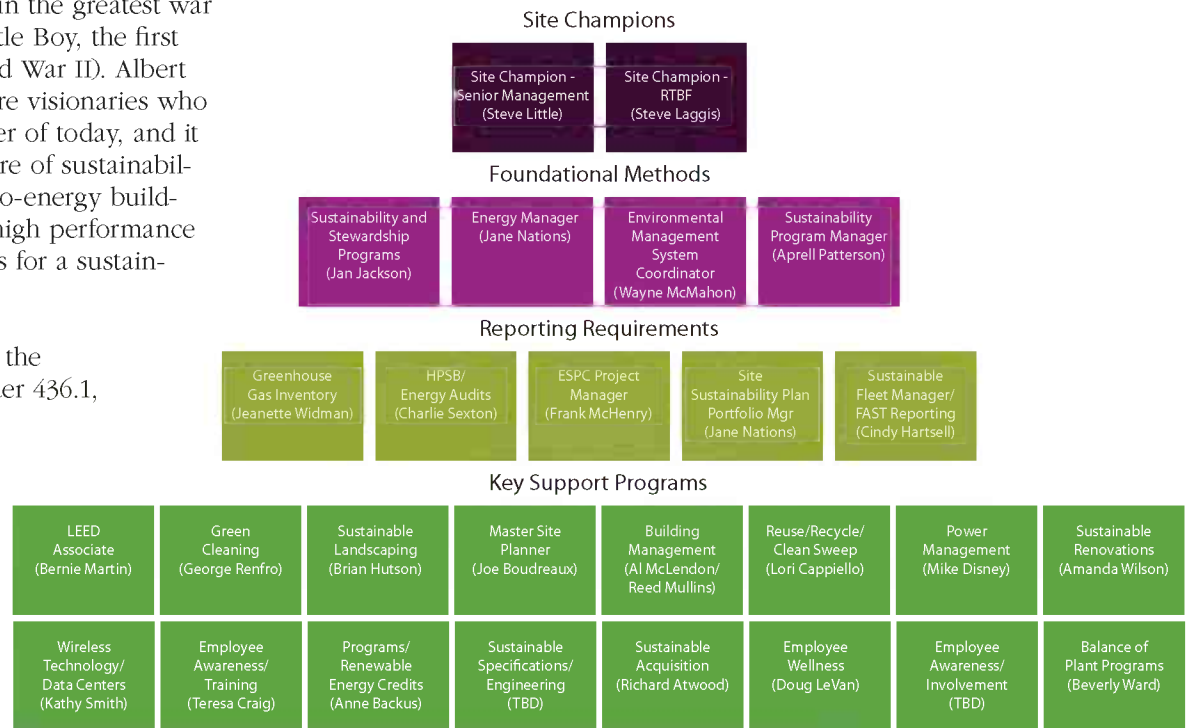 in the greatest war
tle Boy, the first
d War II). Albert
re visionaries who
er of today, and it
re of sustainabil-
o-energy build-
high performance
s for a sustain-
the
er 436.1,
Site Champions
Site Champion -
Senior Management
(Steve Little)
Site Champion -
RTBF
(Steve Laggis)
Foundational Methods
Sustainability and
Stewardship
Programs
(Jan Jackson)
Energy Manager
(Jane Nations)
Environmental
Management
System
Coordinator
(Wayne McMahon)
Sustainability
Program Manager
(Aprell Patterson)
Reporting Requirements
Greenhouse
Gas Inventory
(Jeanette Widman)
HPSB/
Energy Audits
(Charlie Sexton)
ESPC Project
Manager
(Frank McHenry)
Site
Sustainability Plan
Portfolio Mgr
(Jane Nations)
Sustainable
Fleet Manager/
FAST Reporting
(Cindy Hartsell)
Key Support Programs
LEED
Associate
(Bernie Martin)
Green
Cleaning
(George Renfro)
Sustainable
Landscaping
(Brian Hutson)
Master Site
Planner
(Joe Boudreaux)
Building
Management
(Al McLendon/
Reed Mullins)
Reuse/Recycle/
Clean Sweep
(Lori Cappiello)
Power
Management
(Mike Disney)
Sustainable
Renovations
(Amanda Wilson)
Wireless
Technology/
Data Centers
(Kathy Smith)
Employee
Awareness/
Training
(Teresa Craig)
Programs/
Renewable
Energy Credits
(Anne Backus)
Sustainable
Specifications/
Engineering
(TBD)
Sustainable
Acquisition
(Richard Atwood)
Employee
Wellness
(Doug LeVan)
Employee
Awareness/
Involvement
(TBD)
Balance of
Plant Programs
(Beverly Ward)